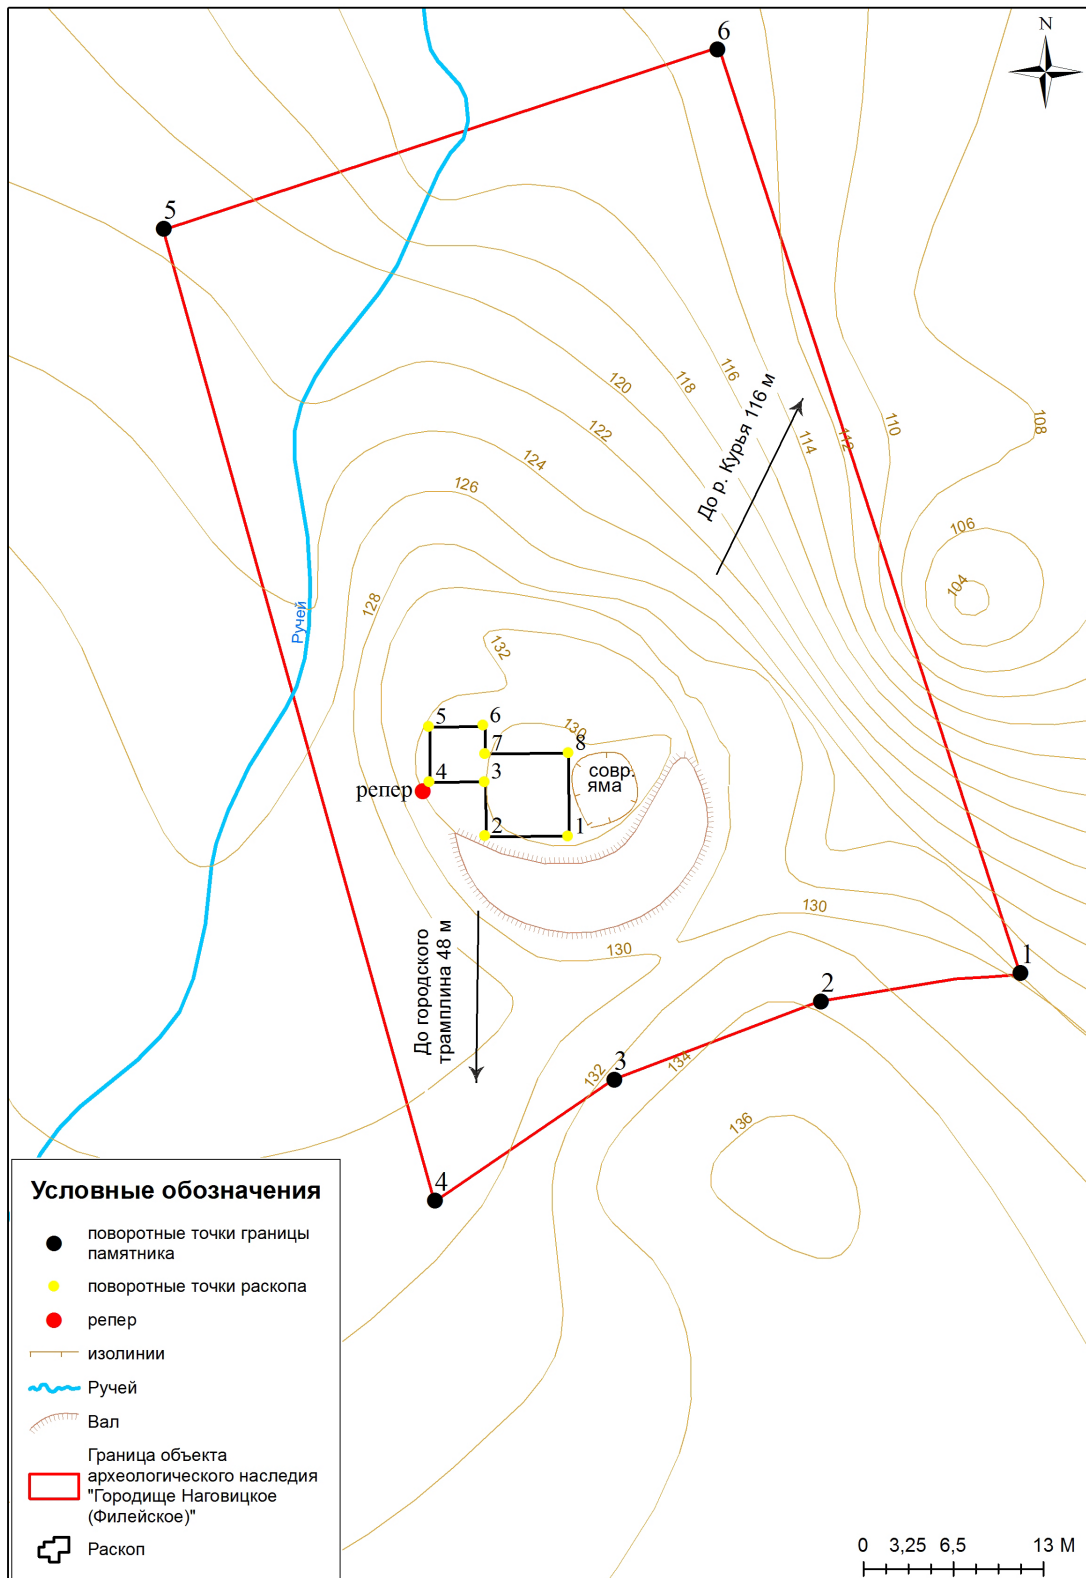 6
N
5
116
120
118
110
108
122
112
114
124
До р. Курья 116 м
126
106
104
128
Ручей
132
5
6
130
7
8
4
3
совр.
яма
репер
2
1
130
До городского
трамплина 48 м
130
1
2
3
132
134
136
4
Условные обозначения
поворотные точки границы
памятника
поворотные точки раскопа
репер
изолинии
Ручей
Вал
Граница объекта
археологического наследия
"Городище Наговицкое
(Филейское)"
Раскоп
0 3,25 6,5 13 М